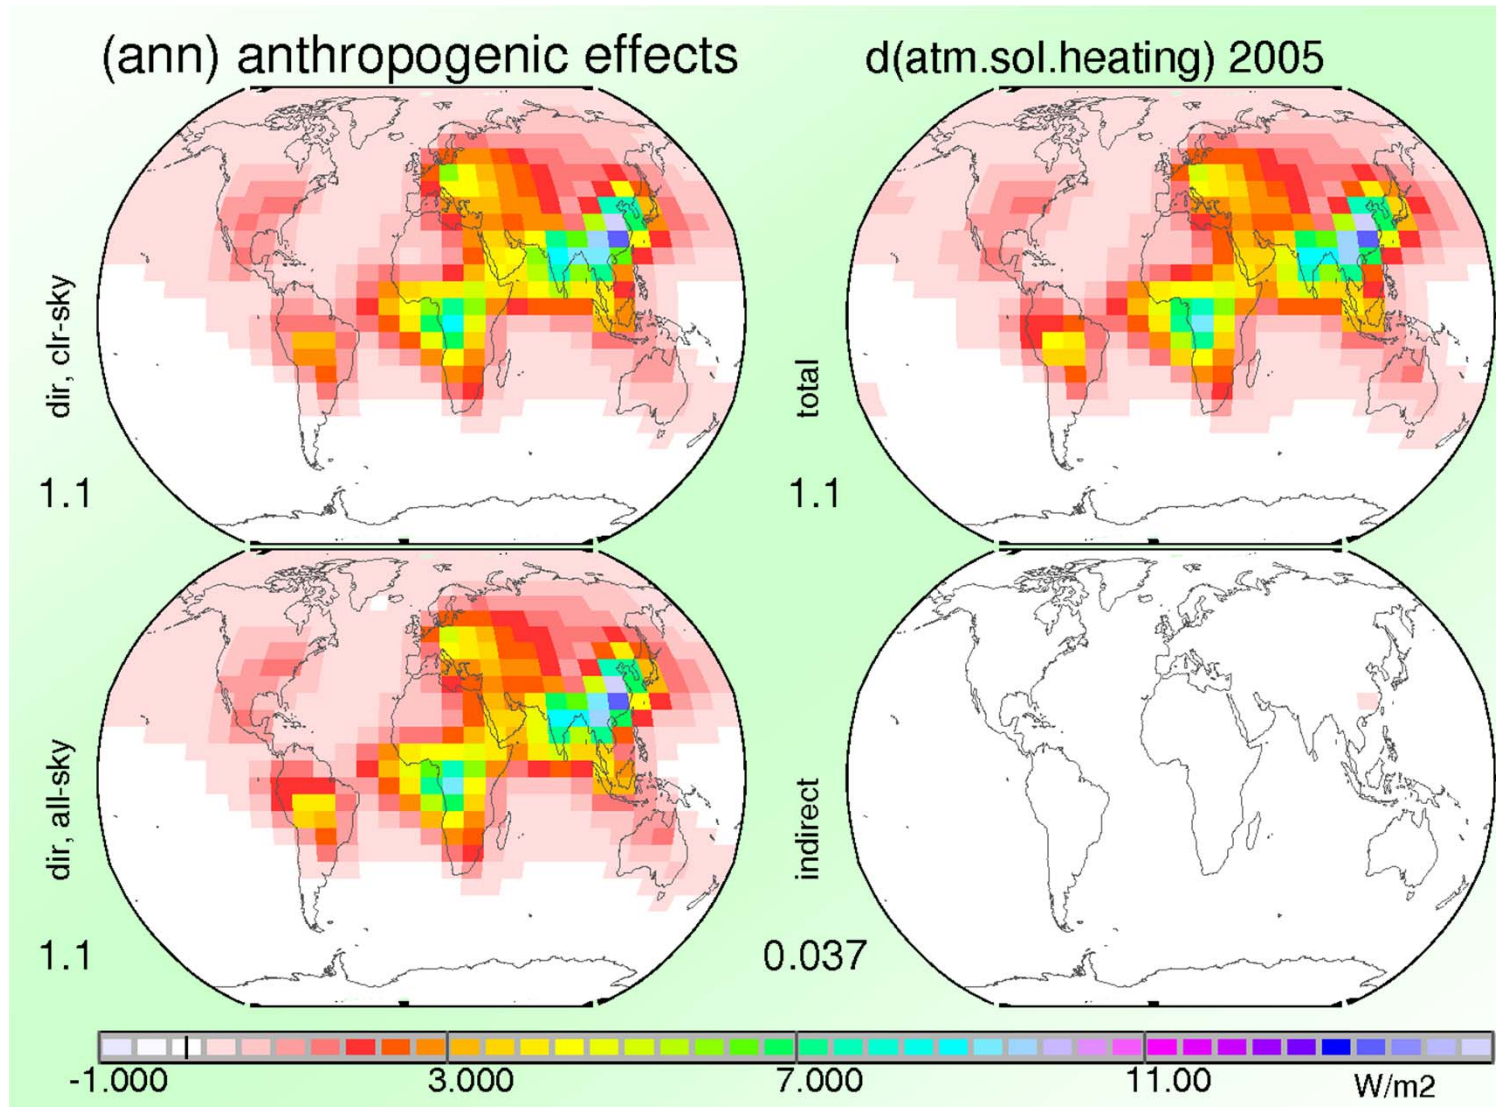 (ann) anthropogenic effects
d(atm.sol.heating) 2005
dir, clr-sky
1.1
total
1.1
dir, all-sky
1.1
indirect
0.037
-1.000 3.000 7.000 11.00 W/m2